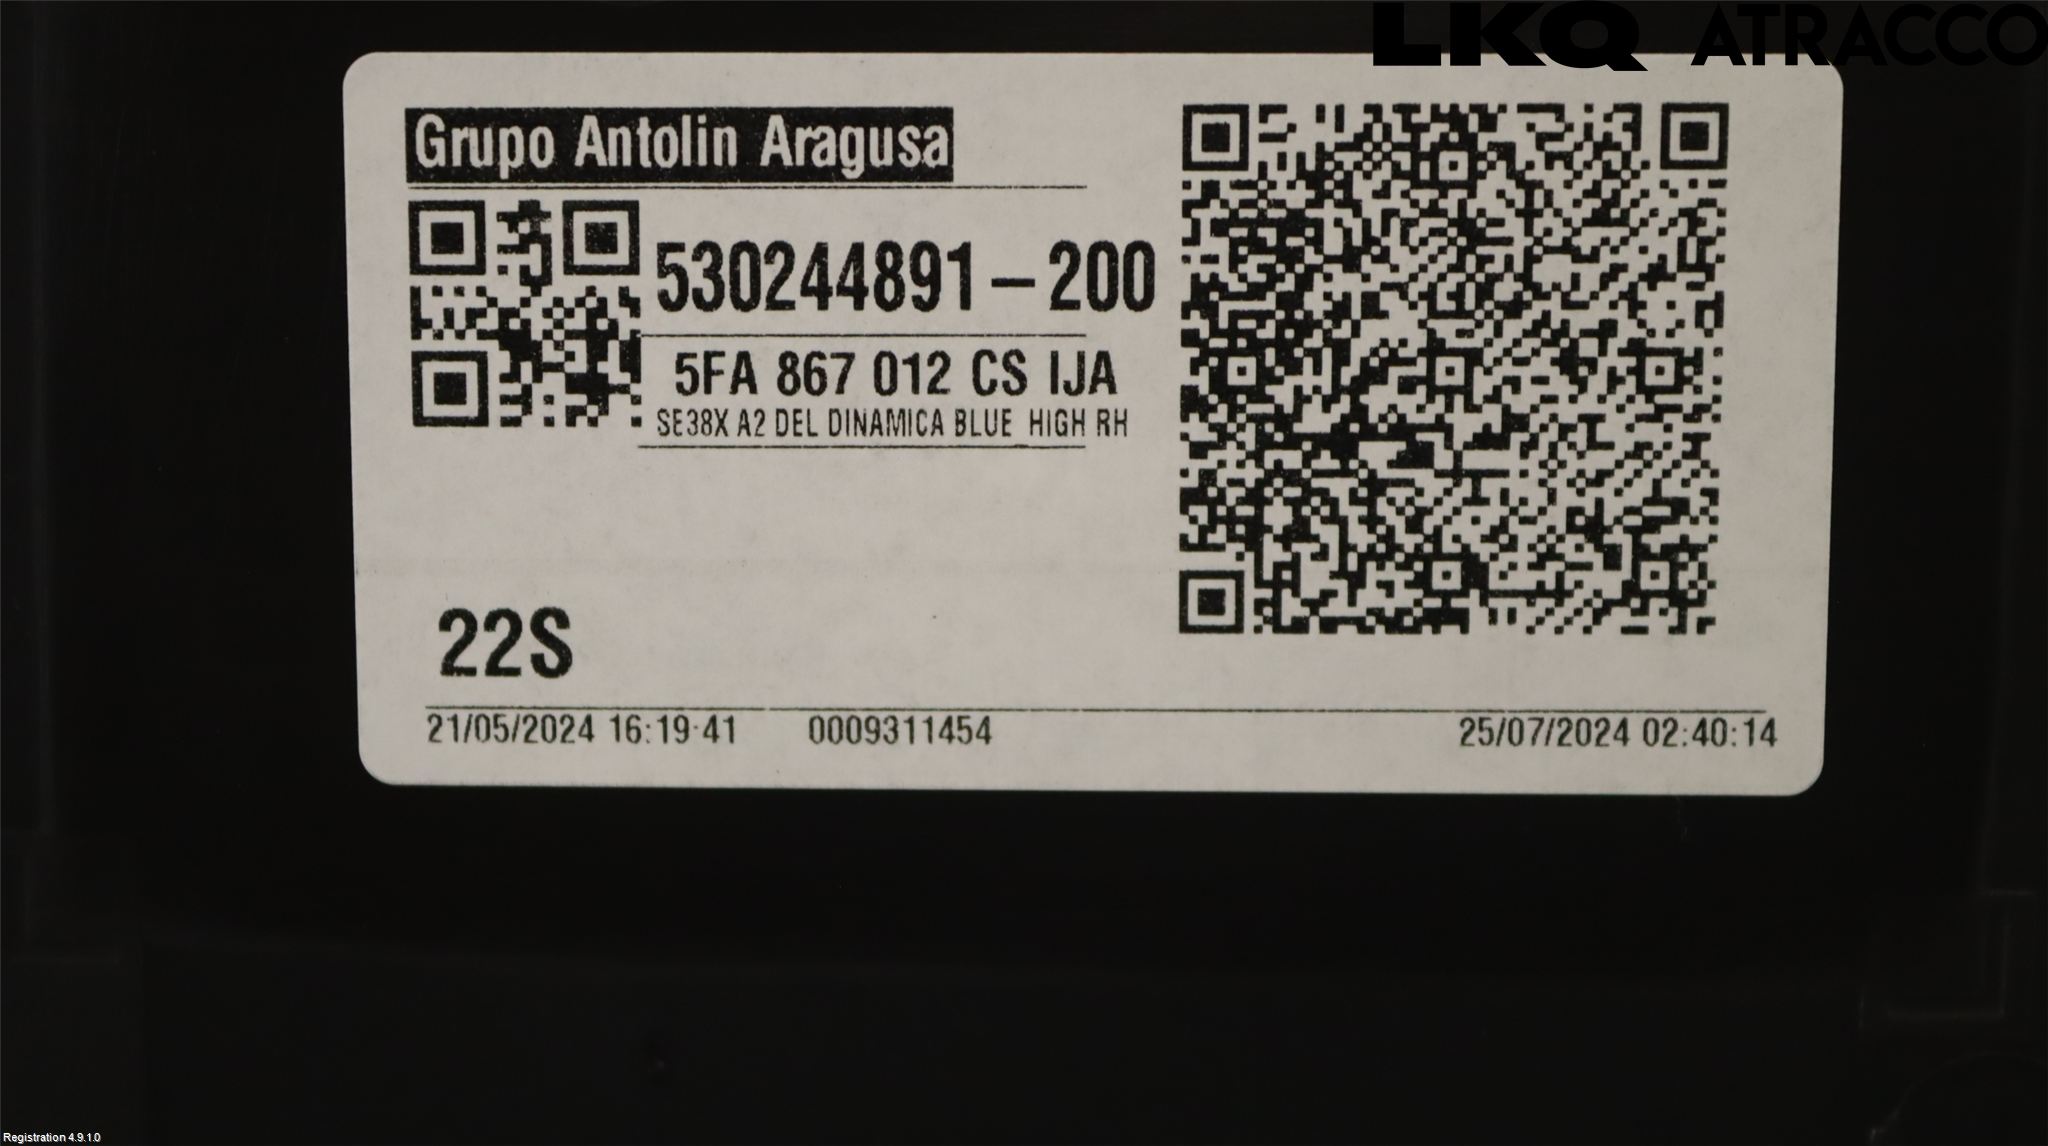 LKQ ATRACCO
Grupo Antolin Aragusa
530244891-200
5FA 867 012 CS IJA
SE38X A2 DEL DINAMICA BLUE HIGH RH
22S
21/05/2024 16:19:41 0009311454 25/07/2024 02:40:14
Registration 4.9.1.0